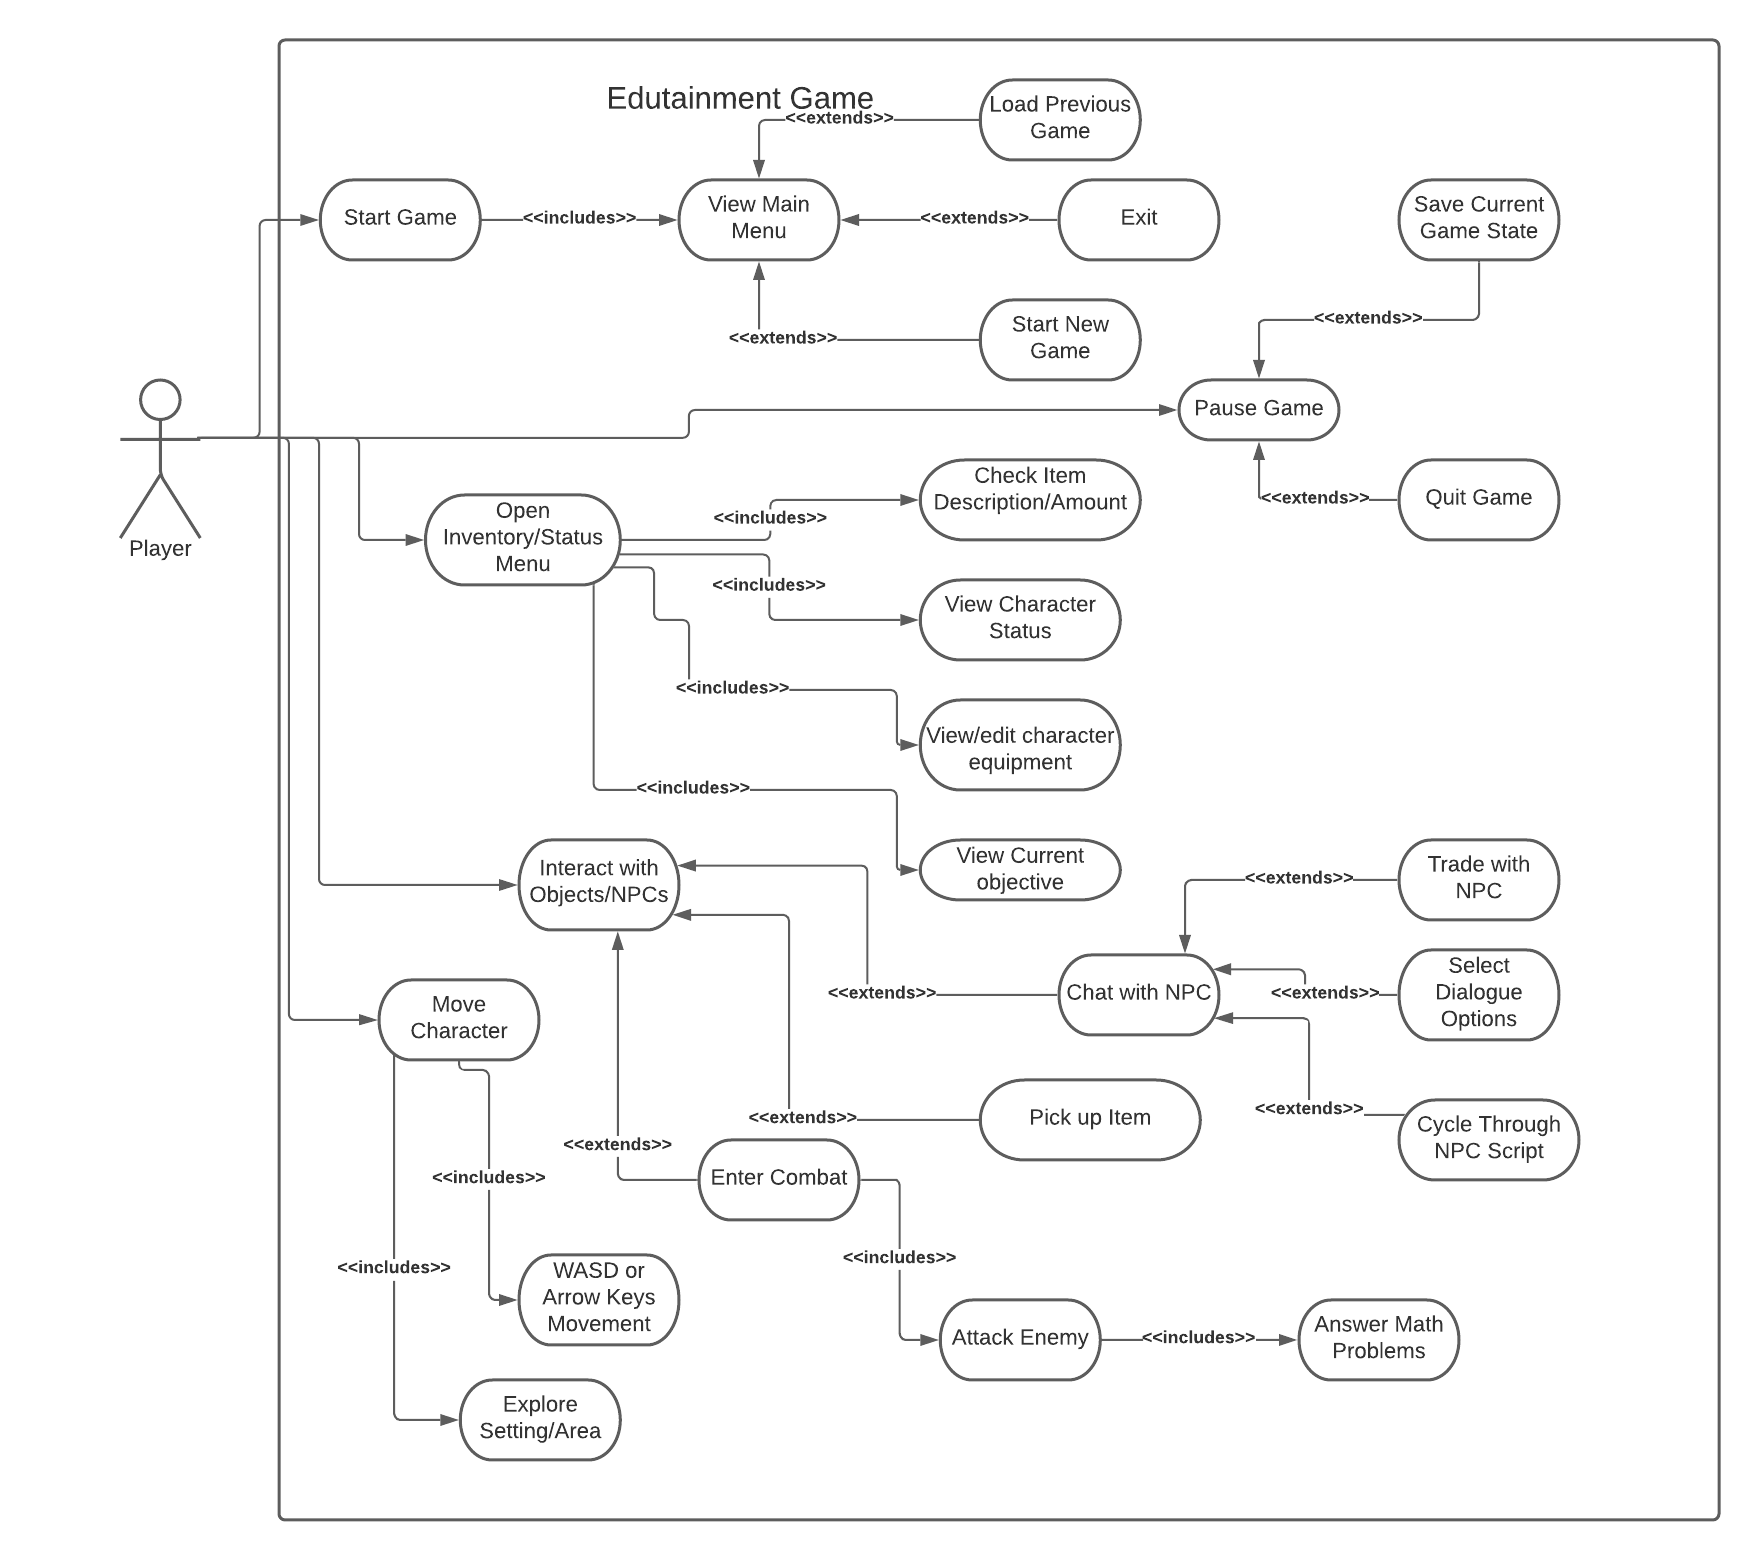 Edutainment Game
Load Previous
Game
<<extends>>
Start Game
<<includes>>
View Main
Menu
<<extends>>
Exit
Save Current
Game State
<<extends>>
Start New
Game
<<extends>>
Pause Game
<<extends>>
Quit Game
Player
Open
Inventory/Status
Menu
<<includes>>
Check Item
Description/Amount
<<includes>>
View Character
Status
<<includes>>
View/edit character
equipment
<<includes>>
View Current
objective
Interact with
Objects/NPCs
<<extends>>
Trade with
NPC
<<extends>>
Chat with NPC
<<extends>>
Select
Dialogue
Options
<<extends>>
Cycle Through
NPC Script
Move
Character
<<extends>>
Pick up Item
<<extends>>
Enter Combat
<<includes>>
<<includes>>
<<includes>>
WASD or
Arrow Keys
Movement
Attack Enemy
<<includes>>
Answer Math
Problems
Explore
Setting/Area